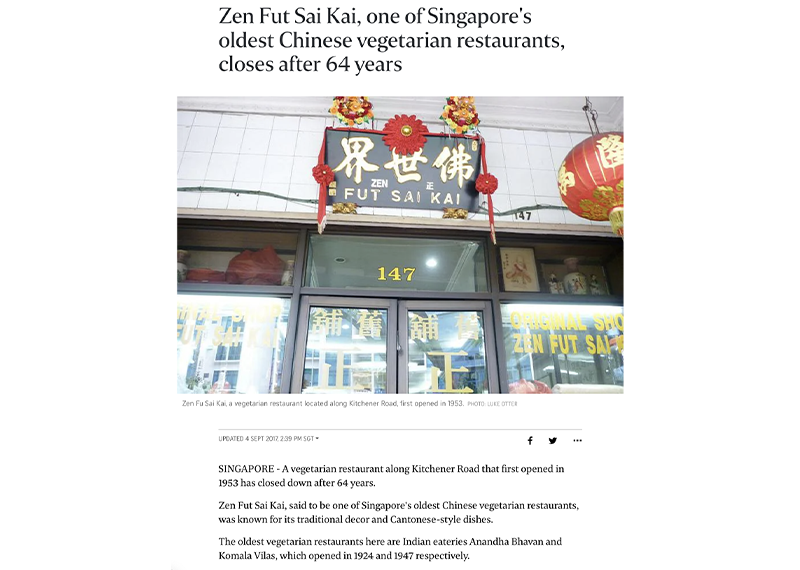 Zen Fut Sai Kai, one of Singapore's
oldest Chinese vegetarian restaurants,
closes after 64 years
界世佛
ZEN 正
FUT SAI KAI
147
隆
147
FUT SAI KAI
舖舊
舖
正
正
ORIGINAL SHO
ZEN FUT SAI K
Zen Fu Sai Kai, a vegetarian restaurant located along Kitchener Road, first opened in 1953. PHOTO: LUKE OTTER
UPDATED 4 SEPT 2017, 2:39 PM SGT
SINGAPORE - A vegetarian restaurant along Kitchener Road that first opened in
1953 has closed down after 64 years.
Zen Fut Sai Kai, said to be one of Singapore's oldest Chinese vegetarian restaurants,
was known for its traditional decor and Cantonese-style dishes.
The oldest vegetarian restaurants here are Indian eateries Anandha Bhavan and
Komala Vilas, which opened in 1924 and 1947 respectively.